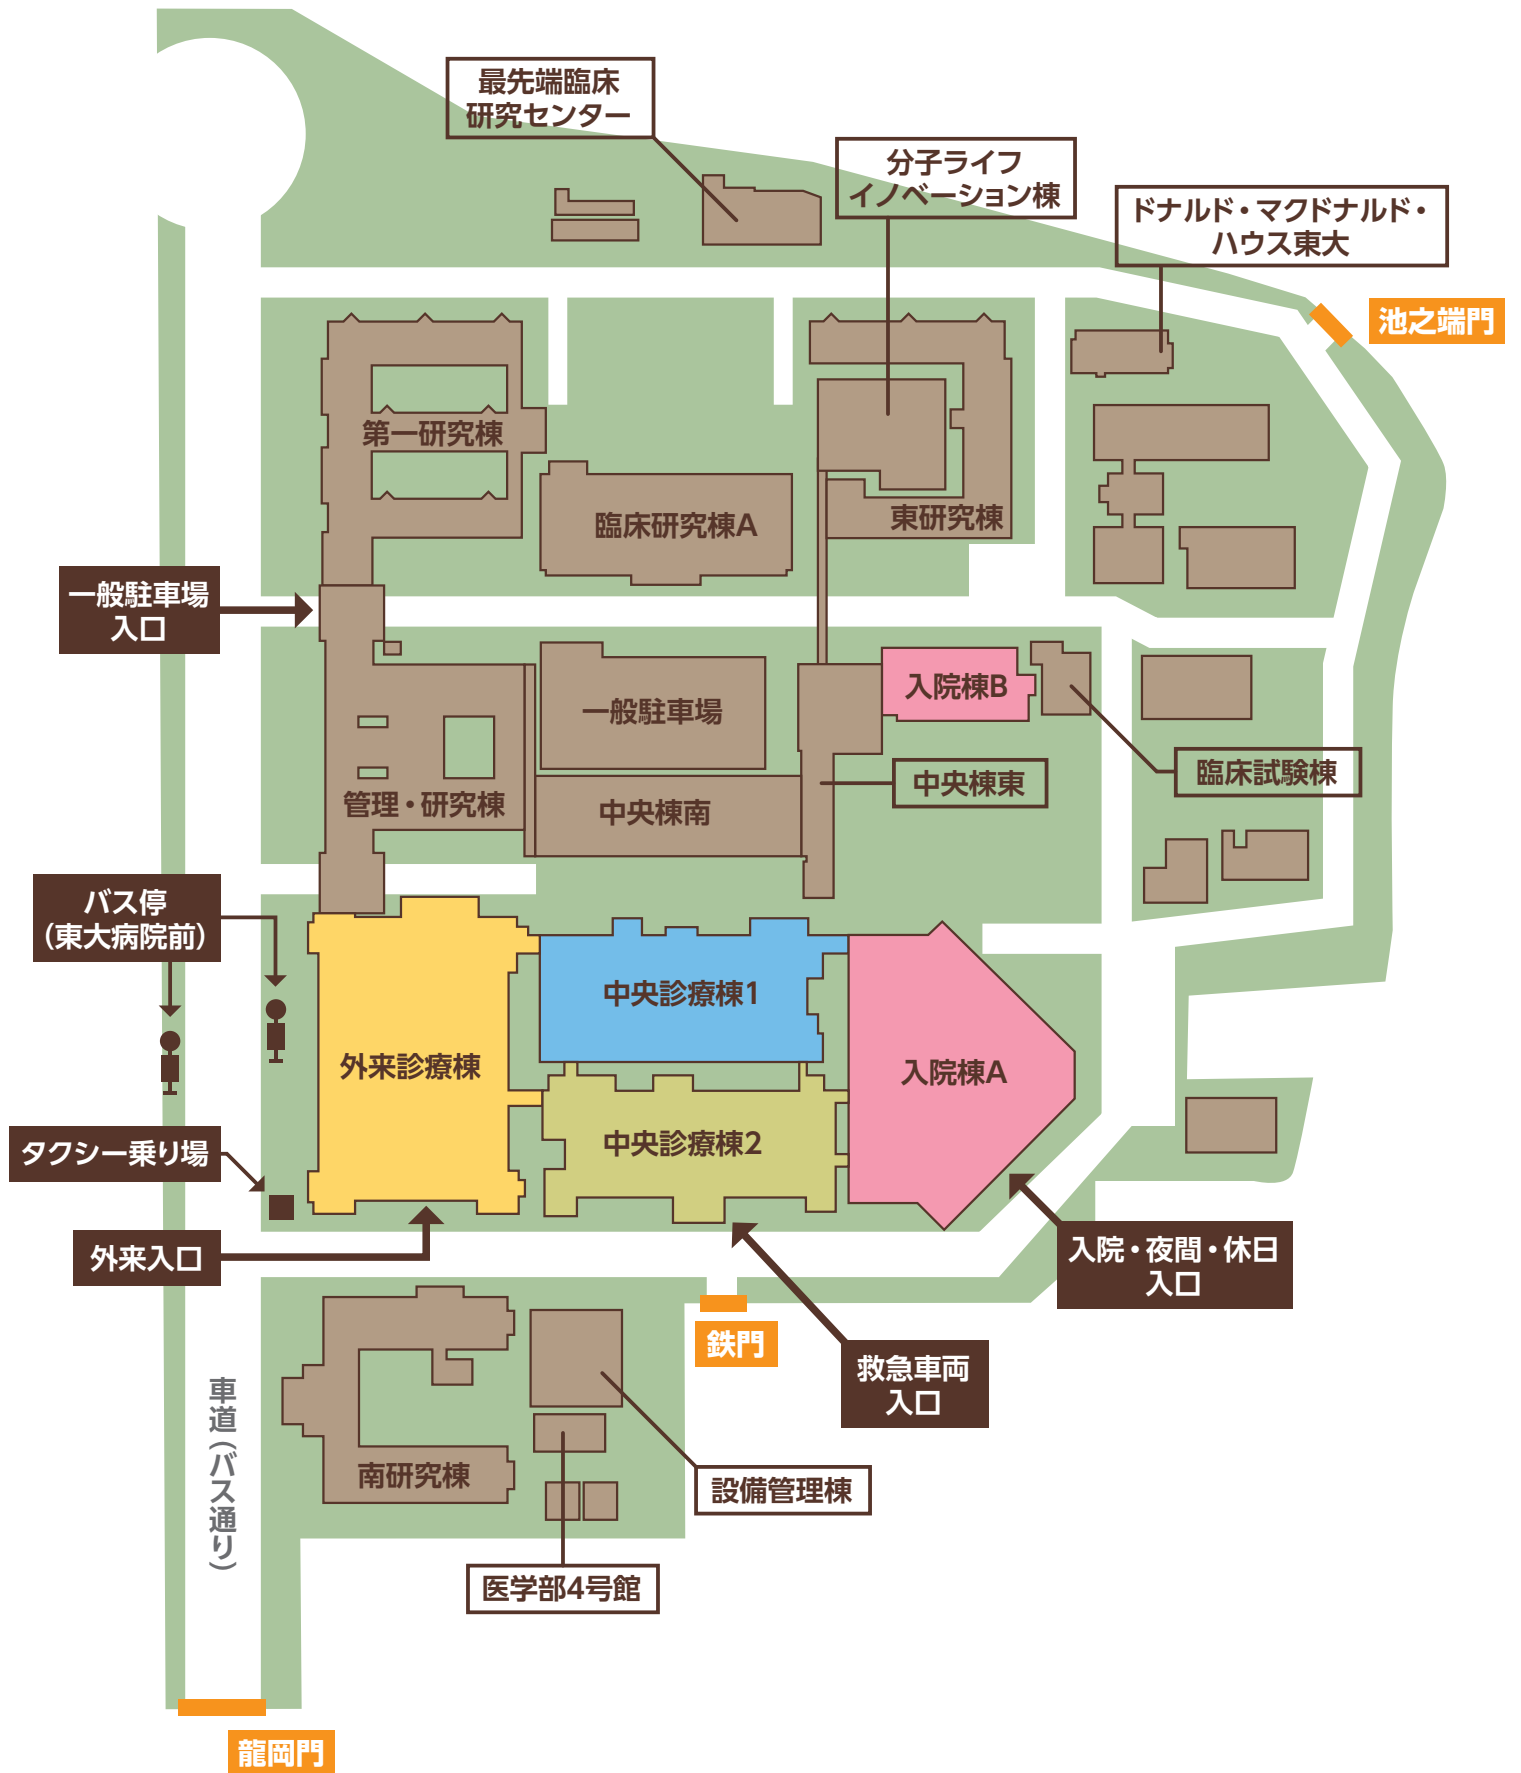 最先端臨床
研究センター
分子ライフ
イノベーション棟
ドナルド・マクドナルド・
ハウス東大
池之端門
第一研究棟
臨床研究棟A
東研究棟
一般駐車場
入口
入院棟B
一般駐車場
中央棟東
臨床試験棟
管理・研究棟
中央棟南
バス停
（東大病院前）
中央診療棟1
外来診療棟
入院棟A
中央診療棟2
タクシー乗り場
外来入口
入院・夜間・休日
入口
鉄門
救急車両
入口
車道（バス通り）
南研究棟
設備管理棟
医学部4号館
龍岡門